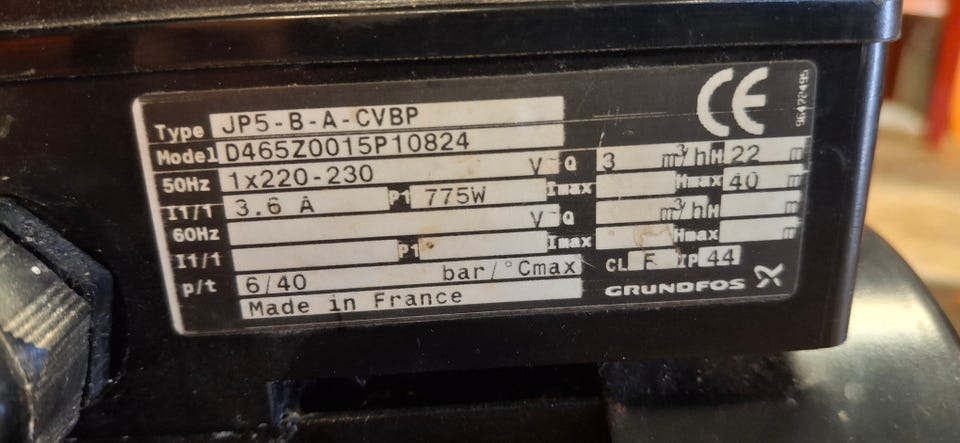 Type JP5-B-A-CVBP
Model D465Z0015P10824
50Hz 1x220-230 V~ Q 3 m³/h H 22 m
I1/1 3.6 A P1 775W Imax Hmax 40 m
60Hz V~ Q m³/h H m
I1/1 P1 Imax Hmax m
p/t 6/40 bar/°Cmax CL F IP 44
Made in France GRUNDFOS
CE
96472495